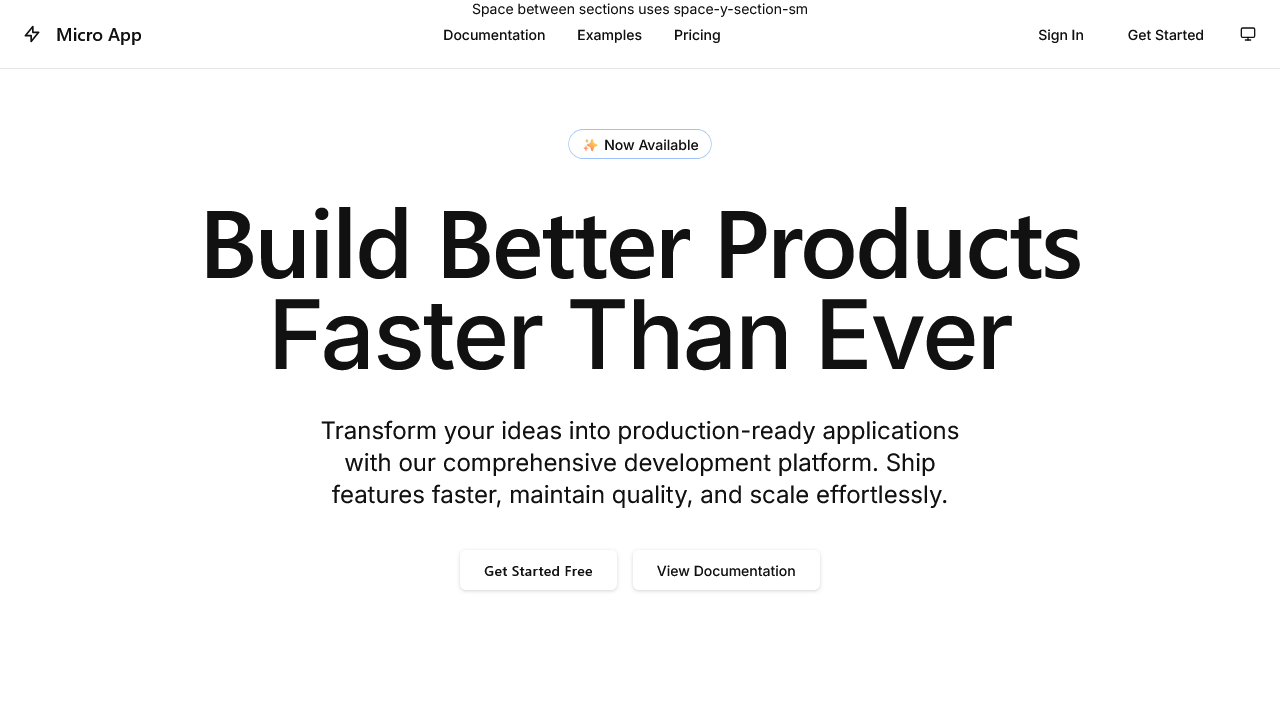 Space between sections uses space-y-section-sm
Micro App
Documentation
Examples
Pricing
Sign In
Get Started
✨ Now Available
Build Better Products
Faster Than Ever
Transform your ideas into production-ready applications
with our comprehensive development platform. Ship
features faster, maintain quality, and scale effortlessly.
Get Started Free
View Documentation